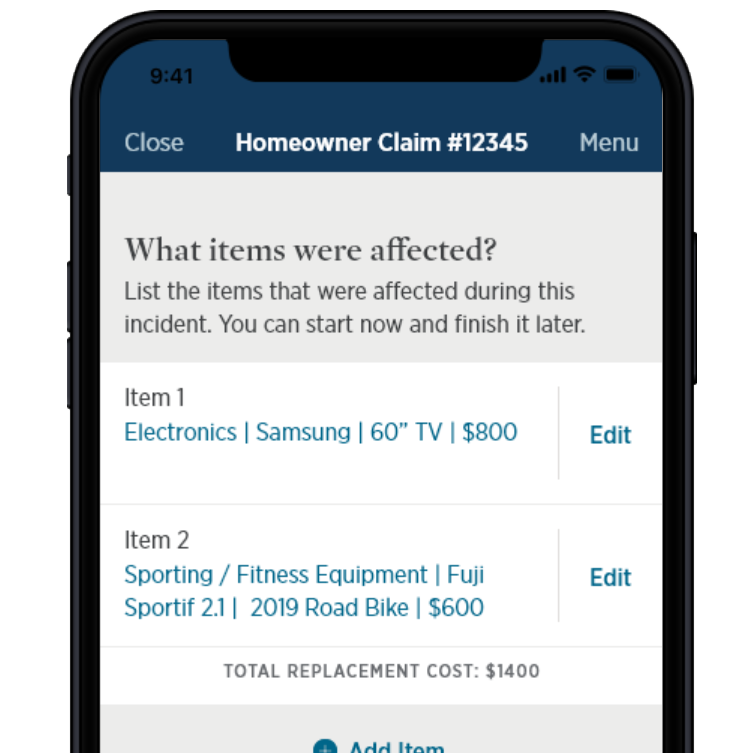 9:41
Close Homeowner Claim #12345 Menu
What items were affected?
List the items that were affected during this
incident. You can start now and finish it later.
Item 1
Electronics | Samsung | 60” TV | $800
Edit
Item 2
Sporting / Fitness Equipment | Fuji
Sportif 2.1 | 2019 Road Bike | $600
Edit
TOTAL REPLACEMENT COST: $1400
Add Item